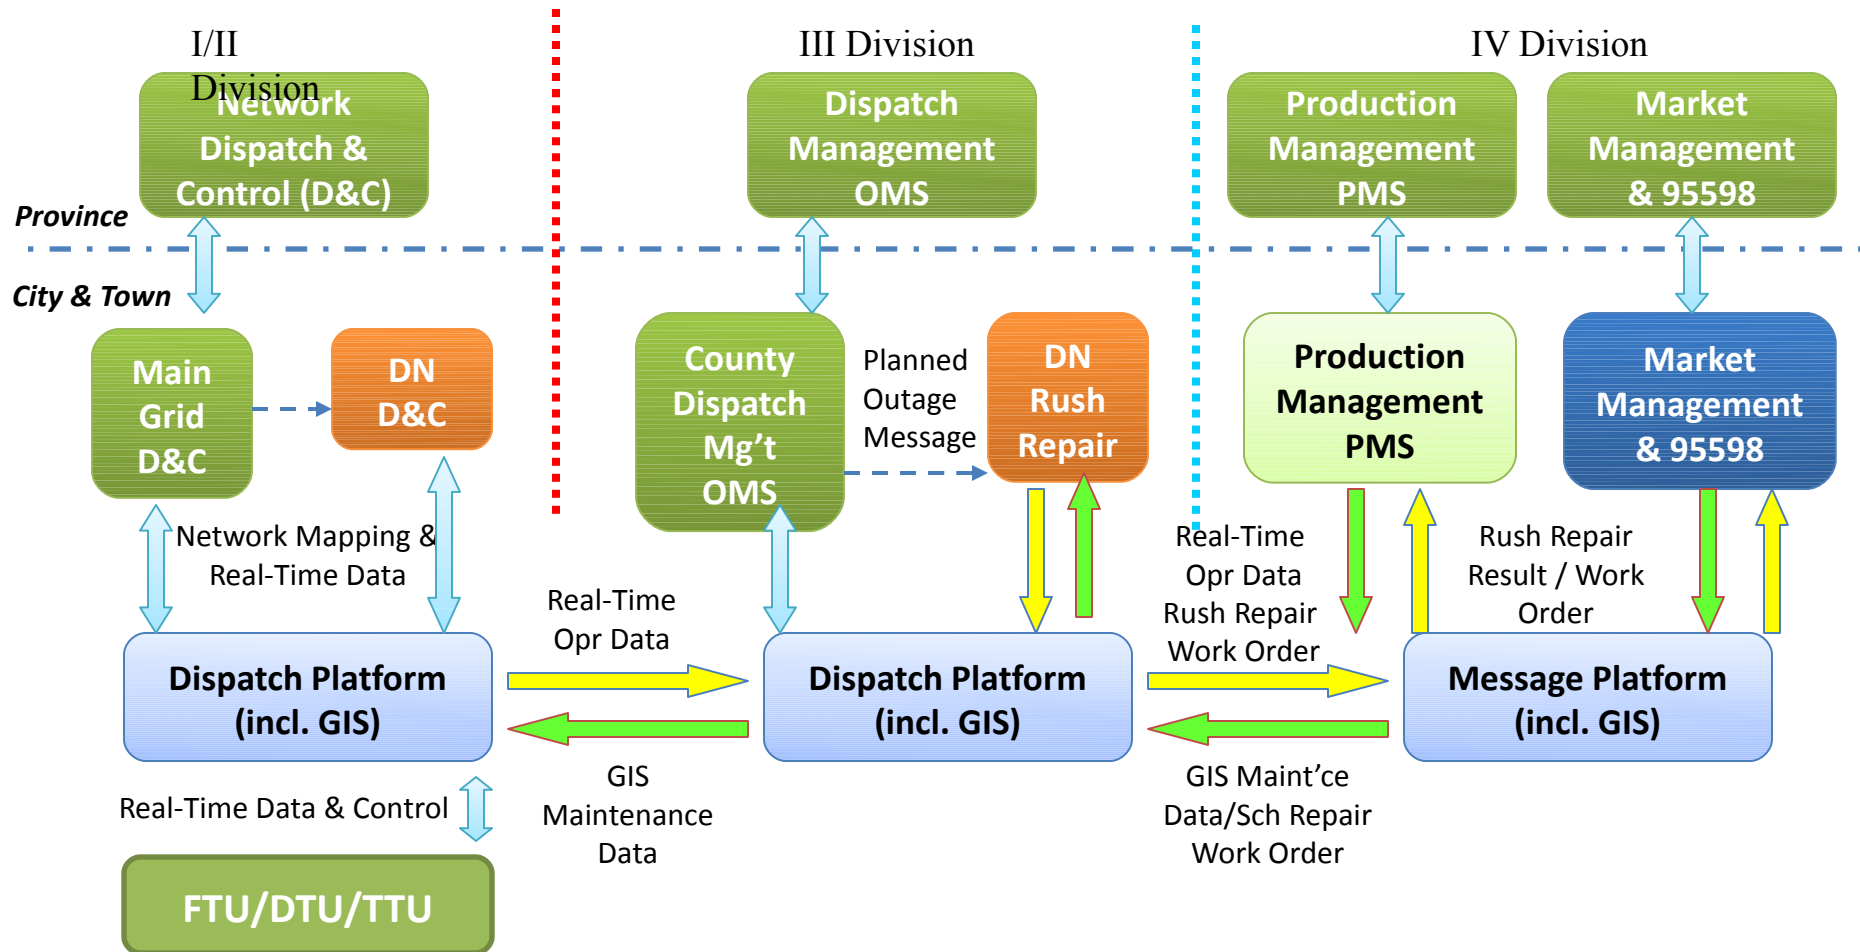 I/II
Division
III Division
IV Division
Network
Dispatch &
Control (D&C)
Dispatch
Management
OMS
Production
Management
PMS
Market
Management
& 95598
Province
City & Town
Main
Grid
D&C
DN
D&C
County
Dispatch
Mg’t
OMS
Planned
Outage
Message
DN
Rush
Repair
Production
Management
PMS
Market
Management
& 95598
Network Mapping &
Real-Time Data
Real-Time
Opr Data
Real-Time
Opr Data
Rush Repair
Work Order
Rush Repair
Result / Work
Order
Dispatch Platform
(incl. GIS)
Dispatch Platform
(incl. GIS)
Message Platform
(incl. GIS)
Real-Time Data & Control
GIS
Maintenance
Data
GIS Maint’ce
Data/Sch Repair
Work Order
FTU/DTU/TTU